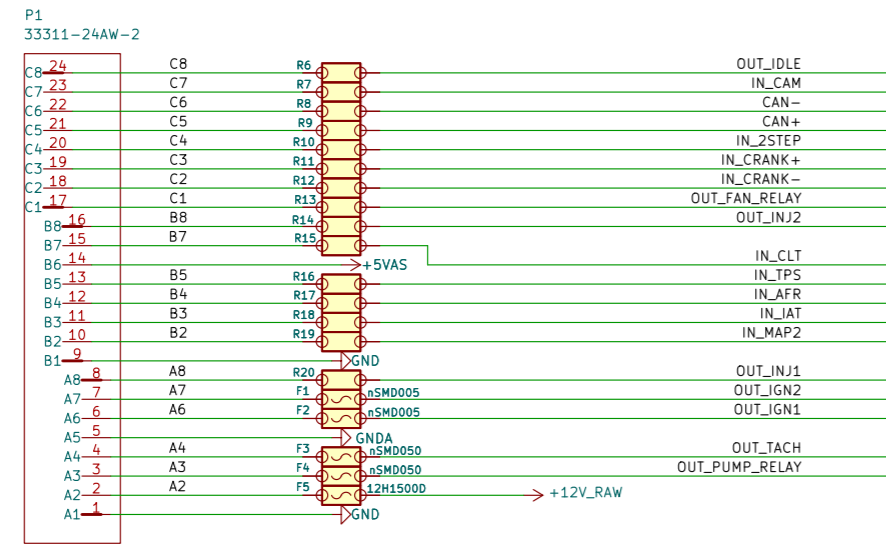 P1
33311-24AW-2
C8 24 C8 R6 OUT_IDLE
C7 23 C7 R7 IN_CAM
C6 22 C6 R8 CAN-
C5 21 C5 R9 CAN+
C4 20 C4 R10 IN_2STEP
C3 19 C3 R11 IN_CRANK+
C2 18 C2 R12 IN_CRANK-
C1 17 C1 R13 OUT_FAN_RELAY
B8 16 B8 R14 OUT_INJ2
B7 15 B7 R15
B6 14 +5VAS IN_CLT
B5 13 B5 R16 IN_TPS
B4 12 B4 R17 IN_AFR
B3 11 B3 R18 IN_IAT
B2 10 B2 R19 IN_MAP2
B1 9 GND
A8 8 A8 R20 OUT_INJ1
A7 7 A7 F1 nSMD005 OUT_IGN2
A6 6 A6 F2 nSMD005 OUT_IGN1
A5 5 GNDA
A4 4 A4 F3 nSMD050 OUT_TACH
A3 3 A3 F4 nSMD050 OUT_PUMP_RELAY
A2 2 A2 F5 12H1500D +12V_RAW
A1 1 GND